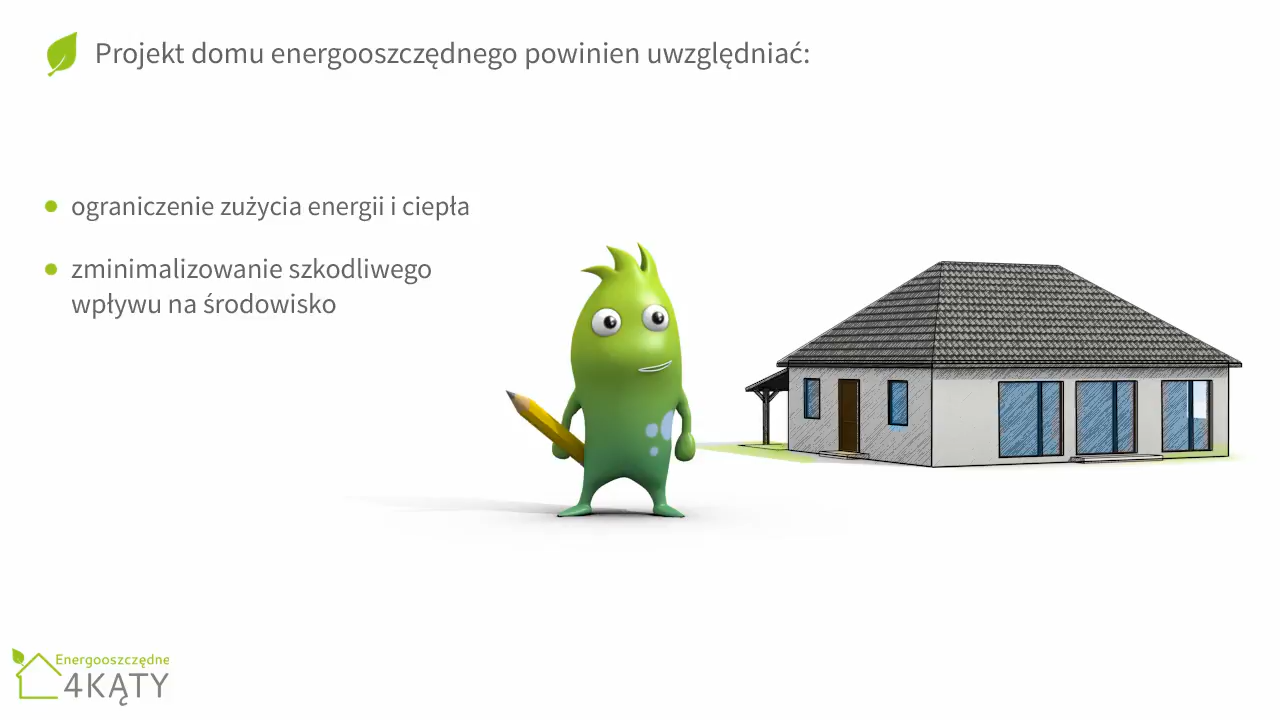 Projekt domu energooszczędnego powinien uwzględniać:
ograniczenie zużycia energii i ciepła
zminimalizowanie szkodliwego
wpływu na środowisko
Energooszczędne
4KĄTY